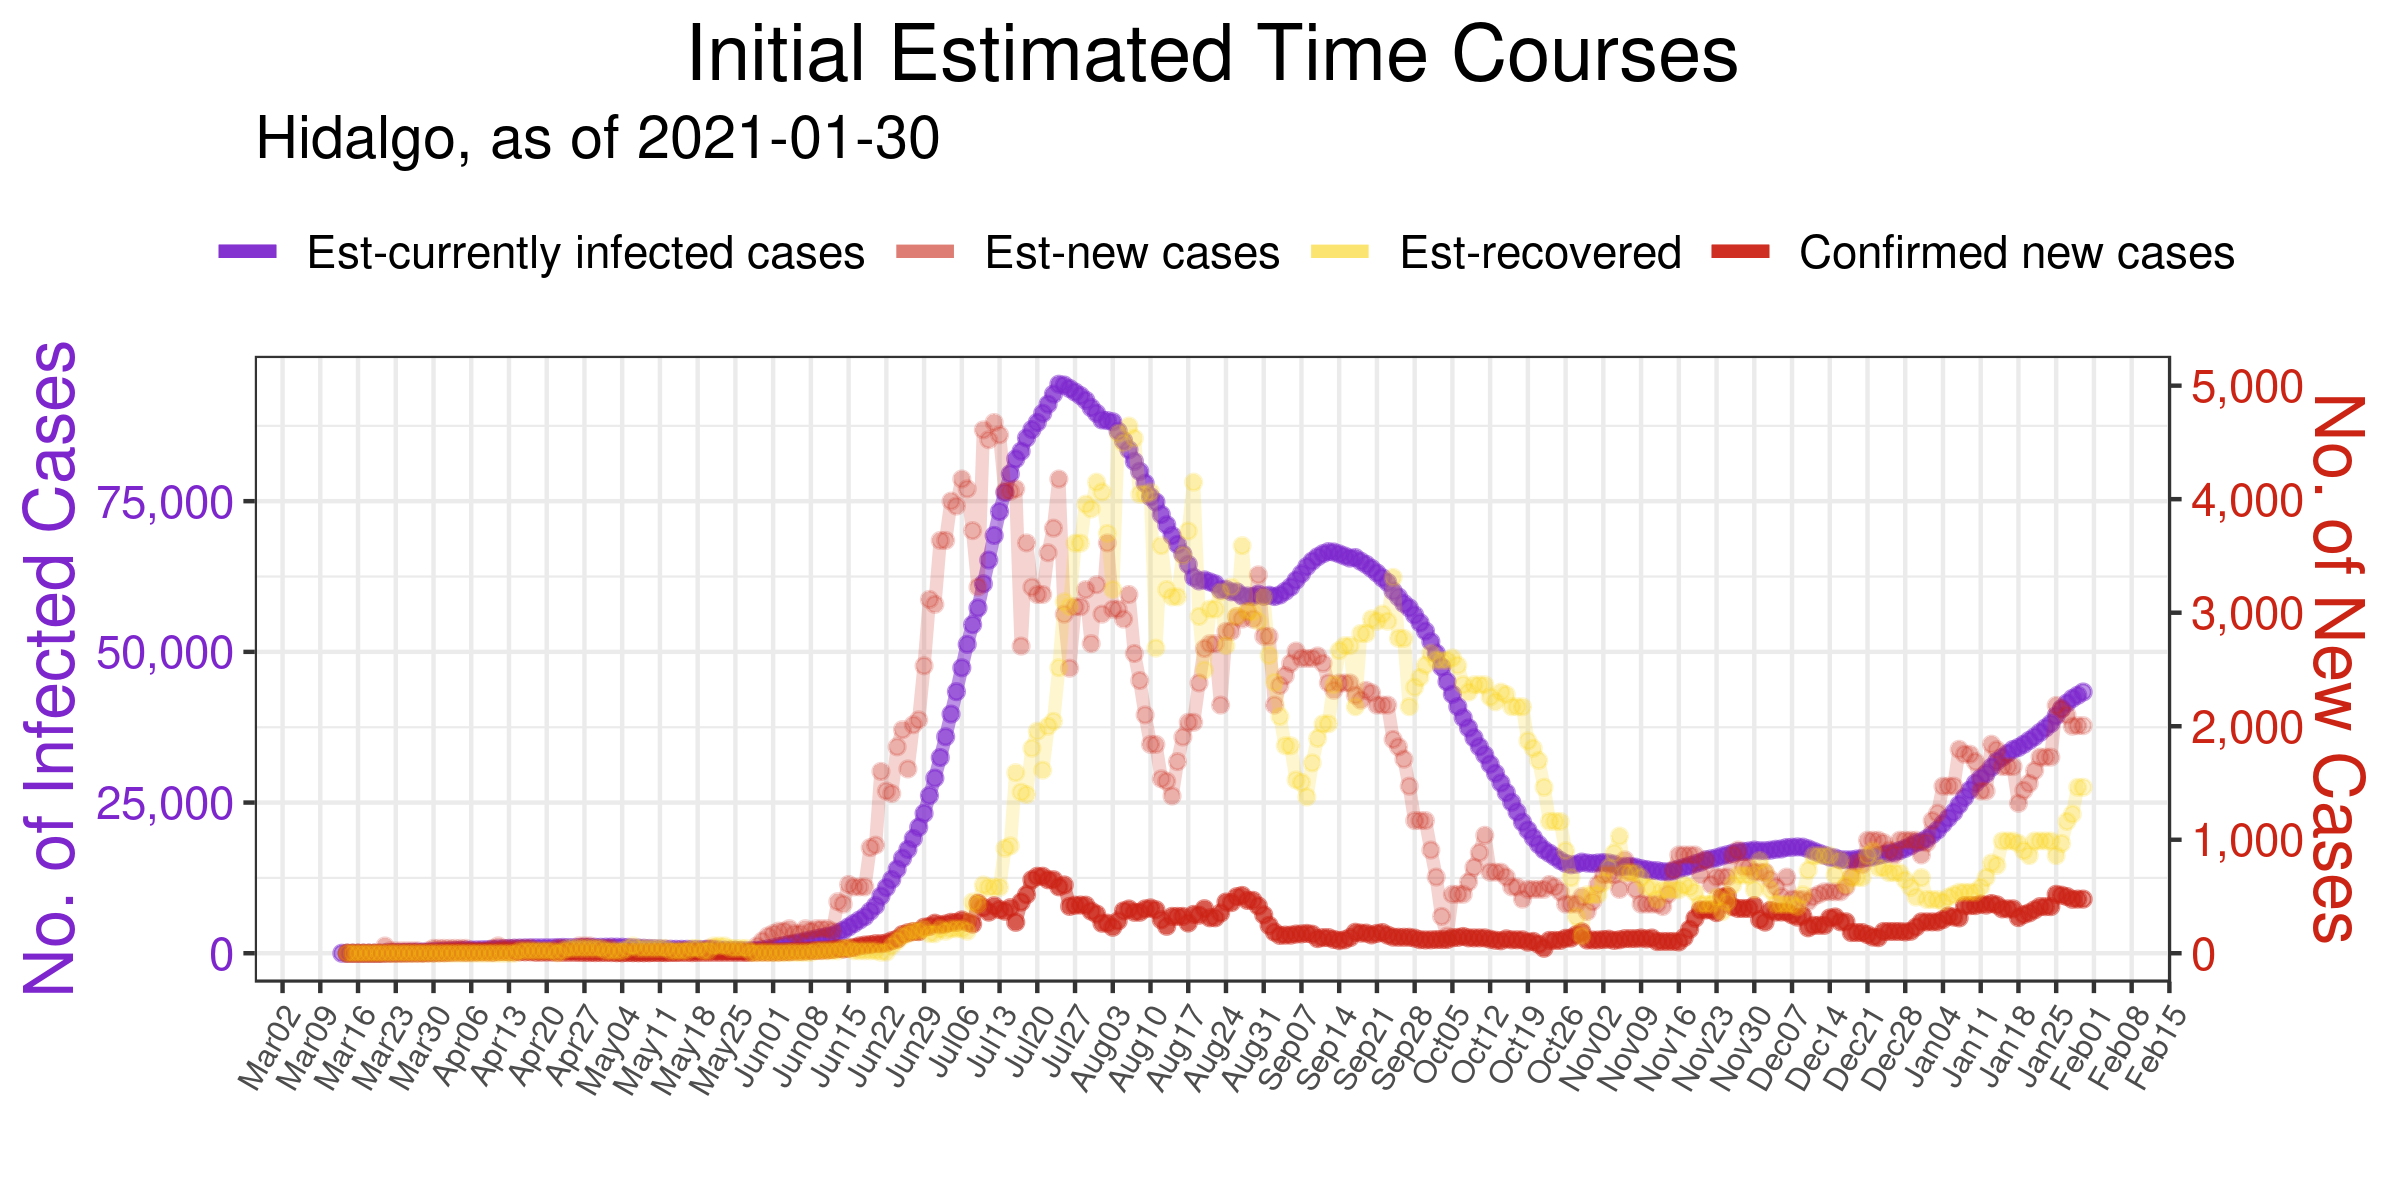 Initial Estimated Time Courses
Hidalgo, as of 2021-01-30
Est-currently infected cases Est-new cases Est-recovered Confirmed new cases
No. of Infected Cases
75,000
50,000
25,000
0
5,000
4,000
3,000
2,000
1,000
0
No. of New Cases
Mar02 Mar09 Mar16 Mar23 Mar30 Apr06 Apr13 Apr20 Apr27 May04 May11 May18 May25 Jun01 Jun08 Jun15 Jun22 Jun29 Jul06 Jul13 Jul20 Jul27 Aug03 Aug10 Aug17 Aug24 Aug31 Sep07 Sep14 Sep21 Sep28 Oct05 Oct12 Oct19 Oct26 Nov02 Nov09 Nov16 Nov23 Nov30 Dec07 Dec14 Dec21 Dec28 Jan04 Jan11 Jan18 Jan25 Feb01 Feb08 Feb15